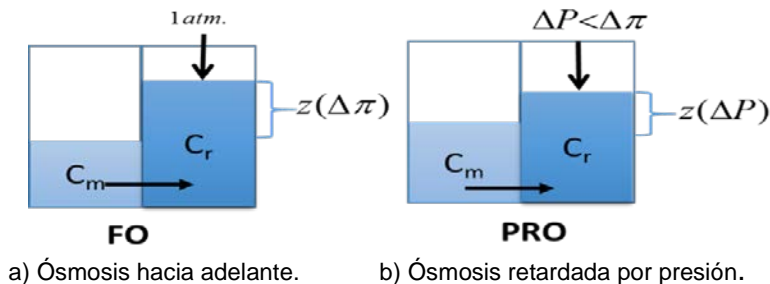 1atm.
z(Δπ)
C_r
C_m
FO
a) Ósmosis hacia adelante.
ΔP<Δπ
z(ΔP)
C_r
C_m
PRO
b) Ósmosis retardada por presión.